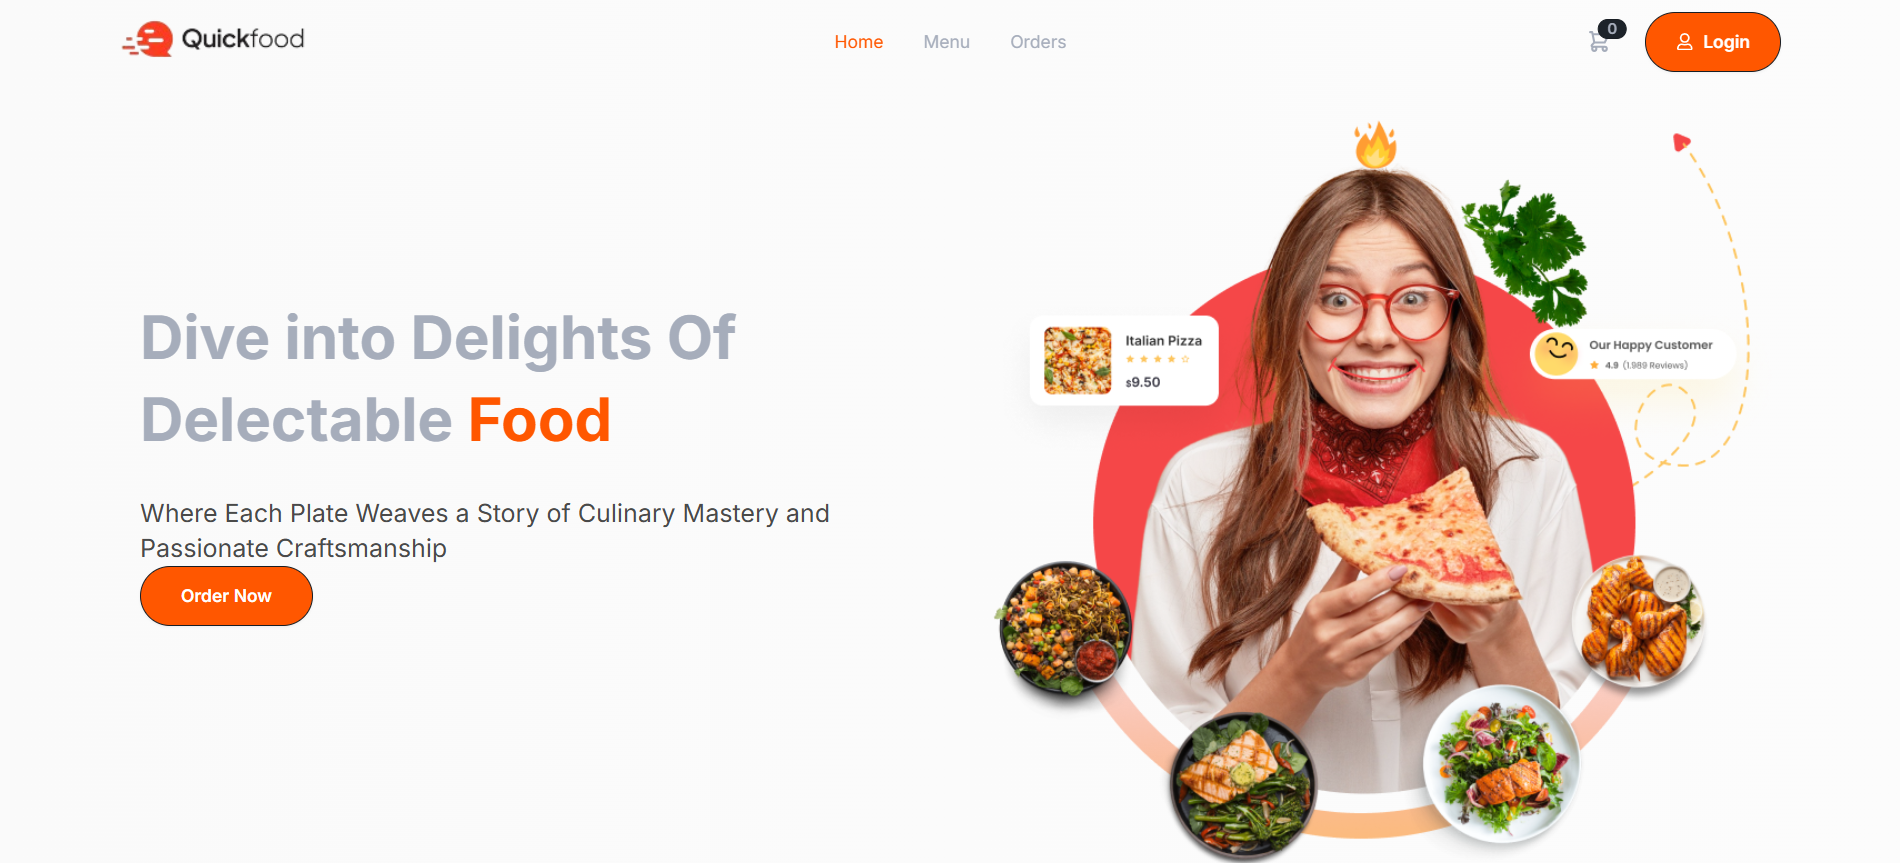 Quickfood
Home
Menu
Orders
0
Login
Dive into Delights Of
Delectable Food
Where Each Plate Weaves a Story of Culinary Mastery and
Passionate Craftsmanship
Order Now
Italian Pizza
$9.50
Our Happy Customer
4.9 (1.989 Reviews)